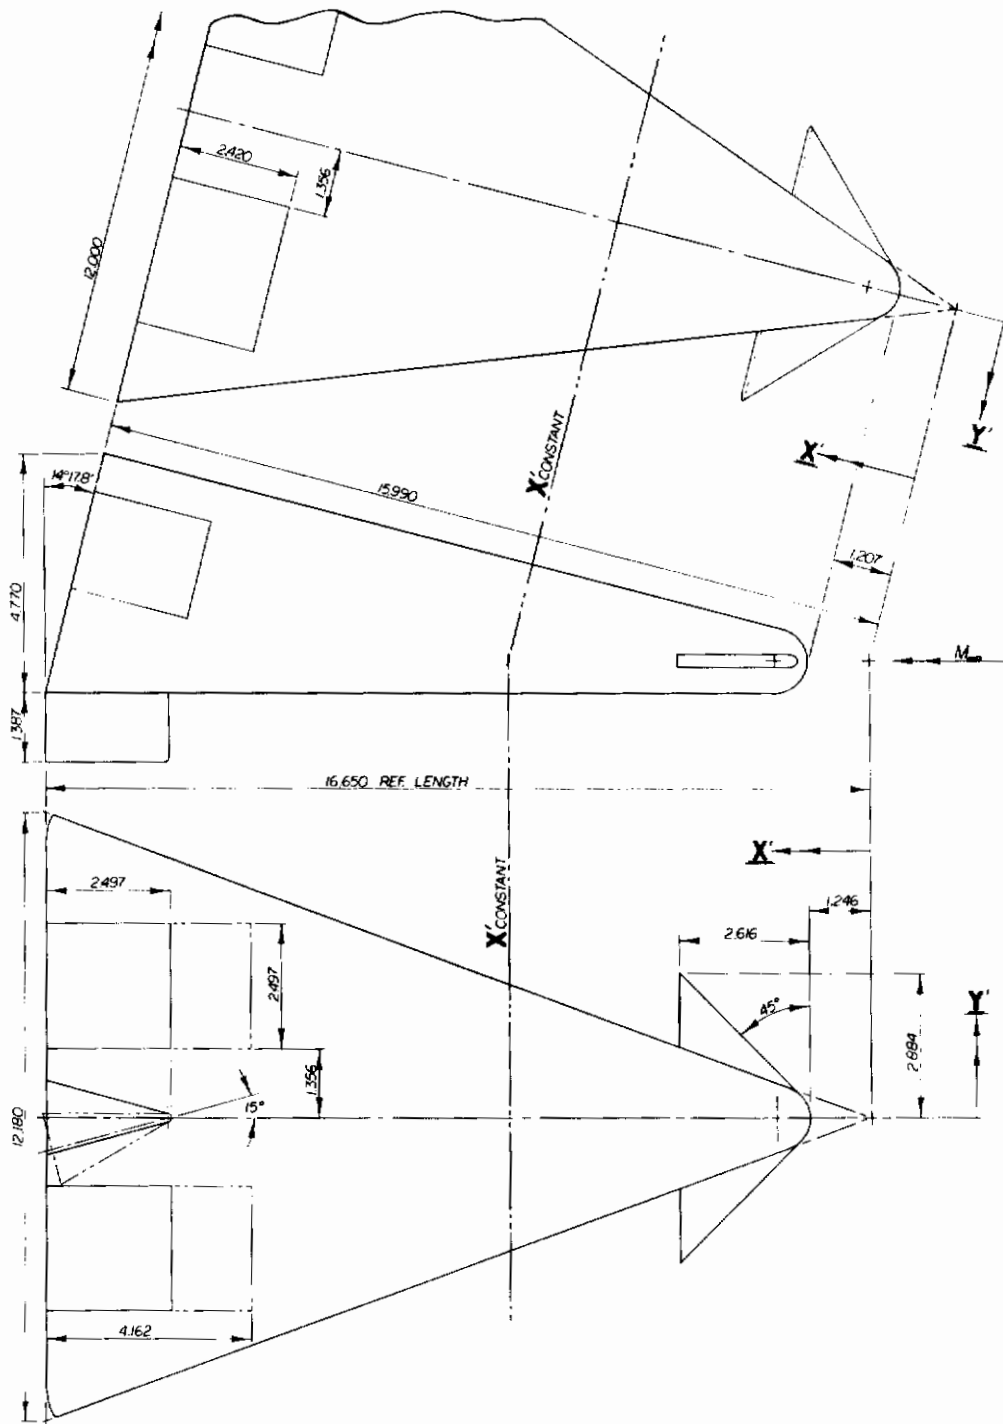 2.420
1.356
12.000
X' CONSTANT
Y'
X'
14°17.8'
15.990
1.207
4.770
M∞
1.387
16.650 REF. LENGTH
X'
X' CONSTANT
2.497
1.246
2.616
2.497
Y'
45°
2.884
1.356
15°
12.180
4.162